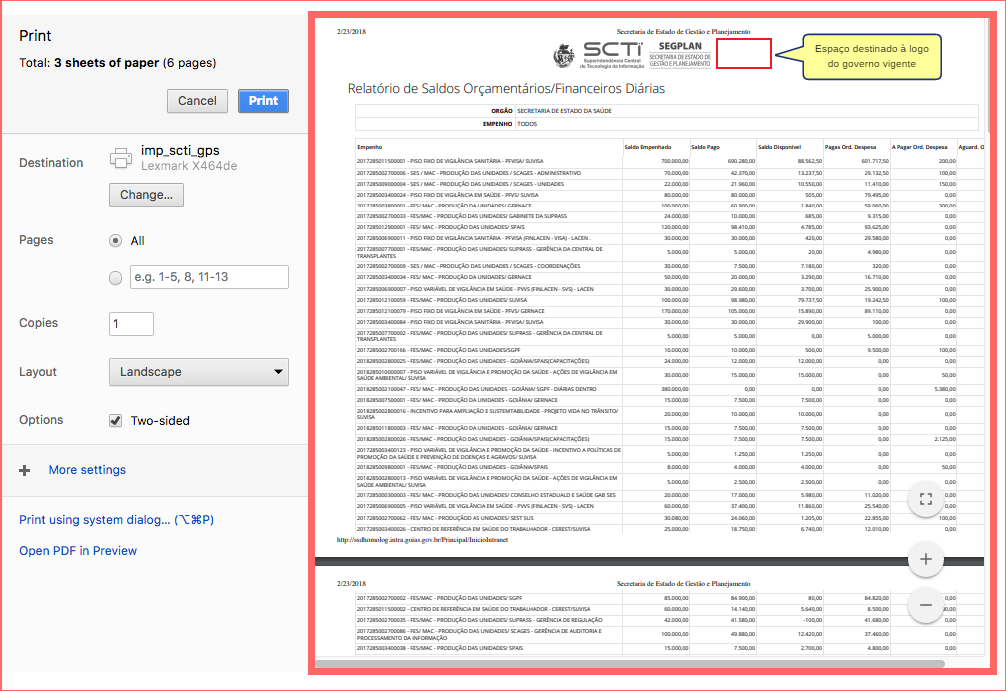 Print
Total: 3 sheets of paper (6 pages)
Cancel Print
Destination
imp_scti_gps
Lexmark X464de
Change...
Pages
All
e.g. 1-5, 8, 11-13
Copies
1
Layout
Landscape
Options
Two-sided
More settings
Print using system dialog... (⌥⌘P)
Open PDF in Preview
2/23/2018 Secretaria de Estado de Gestão e Planejamento
SCTI
Superintendência Central
de Tecnologia da Informação
SEGPLAN
SECRETARIA DE ESTADO DE
GESTÃO E PLANEJAMENTO
Espaço destinado à logo
do governo vigente
Relatório de Saldos Orçamentários/Financeiros Diárias
ORGÃO SECRETARIA DE ESTADO DA SAÚDE
EMPENHO TODOS
Empenho Saldo Empenhado Saldo Pago Saldo Disponível Pagas Ord. Despesa A Pagar Ord. Despesa Aguard. O
2017285011500001 - PISO FIXO DE VIGILÂNCIA SANITÁRIA - PFVISA/ SUVISA 700.000,00 690.280,00 88.562,50 601.717,50 200,00
2017285002700006 - SES / MAC - PRODUÇÃO DAS UNIDADES / SCAGES - ADMINISTRATIVO 70.000,00 42.370,00 13.237,50 29.132,50 100,00
2017285009000004 - SES / MAC - PRODUÇÃO DAS UNIDADES / SCAGES - UNIDADES 22.000,00 21.960,00 10.550,00 11.410,00 150,00
2017285003400024 - PISO FIXO DE VIGILÂNCIA EM SAÚDE - PFVS/ SUVISA 80.000,00 80.000,00 505,00 79.495,00 0,00
2017285003800001 - FES/ MAC - PRODUÇÃO DA UNIDADES/ GERNACE 100.000,00 60.900,00 1.840,00 59.060,00 300,00
2017285002700033 - FES/MAC - PRODUÇÃO DAS UNIDADES/ GABINETE DA SUPRASS 24.000,00 10.000,00 685,00 9.315,00 0,00
2017285012900001 - FES/ MAC - PRODUÇÃO DAS UNIDADES/ SPAIS 120.000,00 98.410,00 4.785,00 93.625,00 0,00
2017285006900011 - PISO FIXO DE VIGILÂNCIA SANITÁRIA - PFVISA (FINLACEN - VISA) - LACEN . 30.000,00 30.000,00 420,00 29.580,00 0,00
2017285007700001 - FES/MAC - PRODUÇÃO DAS UNIDADES/ SUPRASS - GERÊNCIA DA CENTRAL DE
TRANSPLANTES 5.000,00 5.000,00 20,00 4.980,00 0,00
2017285002700009 - SES / MAC - PRODUÇÃO DAS UNIDADES / SCAGES - COORDENAÇÕES 30.000,00 7.500,00 7.180,00 320,00 0,00
2017285003400034 - FES/ MAC - PRODUÇÃO DA UNIDADES/ GERNACE 50.000,00 20.000,00 3.290,00 16.710,00 0,00
2017285006900007 - PISO VARIÁVEL DE VIGILÂNCIA EM SAÚDE - PVVS (FINLACEN - SVS) - LACEN 30.000,00 29.600,00 3.700,00 25.900,00 0,00
2017285012100059 - FES/MAC - PRODUÇÃO DAS UNIDADES/ SUVISA 100.000,00 98.980,00 79.737,50 19.242,50 100,00
2017285012100079 - PISO FIXO DE VIGILÂNCIA EM SAÚDE - PFVS/ GERNACE 170.000,00 105.000,00 15.890,00 89.110,00 0,00
2017285003400084 - PISO FIXO DE VIGILÂNCIA SANITÁRIA - PFVISA/ SUVISA 30.000,00 30.000,00 29.900,00 100,00 0,00
2017285007700002 - FES/MAC - PRODUÇÃO DAS UNIDADES/ SUPRASS - GERÊNCIA DA CENTRAL DE
TRANSPLANTES 5.000,00 5.000,00 0,00 5.000,00 0,00
2017285002700166 - FES/MAC - PRODUÇÃO DAS UNIDADES/SGPF 10.000,00 10.000,00 500,00 9.500,00 100,00
2018285002800025 - FES/MAC - PRODUÇÃO DAS UNIDADES - GOIÂNIA/SPAIS(CAPACITAÇÕES) 24.000,00 12.000,00 12.000,00 0,00 0,00
2018285010000007 - PISO VARIÁVEL DE VIGILÂNCIA E PROMOÇÃO DA SAÚDE - AÇÕES DE VIGILÂNCIA EM
SAÚDE AMBIENTAL/ SUVISA 30.000,00 15.000,00 15.000,00 0,00 50,00
2018285002100047 - FES/ MAC - PRODUÇÃO DAS UNIDADES - GOIÂNIA/ SGPF - DIÁRIAS DENTRO 380.000,00 0,00 0,00 0,00 5.380,00
2018285007500001 - FES/ MAC - PRODUÇÃO DA UNIDADES - GOIÂNIA/ GERNACE 15.000,00 7.500,00 7.500,00 0,00 0,00
2018285002800016 - INCENTIVO PARA AMPLIAÇÃO E SUSTEMTABILIDADE - PROJETO VIDA NO TRÂNSITO/
SUVISA 20.000,00 10.000,00 10.000,00 0,00 0,00
2018285011800003 - FES/ MAC - PRODUÇÃO DA UNIDADES - GOIÂNIA/ GERNACE 15.000,00 7.500,00 7.500,00 0,00 0,00
2018285002800026 - FES/MAC - PRODUÇÃO DAS UNIDADES - GOIÂNIA/SPAIS(CAPACITAÇÕES) 15.000,00 7.500,00 7.500,00 0,00 2.125,00
2017285003400123 - PISO VARIÁVEL DE VIGILÂNCIA E PROMOÇÃO DA SAÚDE - INCENTIVO A POLÍTICAS DE
PROMOÇÃO DA SAÚDE E PREVENÇÃO DE DOENÇAS E AGRAVOS/ SUVISA 5.000,00 1.250,00 1.250,00 0,00 0,00
2018285009800001 - FES/ MAC - PRODUÇÃO DAS UNIDADES - GOIÂNIA/SPAIS 8.000,00 4.000,00 4.000,00 0,00 50,00
2018285002800013 - PISO VARIÁVEL DE VIGILÂNCIA E PROMOÇÃO DA SAÚDE - AÇÕES DE VIGILÂNCIA EM
SAÚDE AMBIENTAL/ SUVISA 5.000,00 2.500,00 2.500,00 0,00 0,00
2017285000300003 - FES/ MAC - PRODUÇÃO DAS UNIDADES/ CONSELHO ESTADUALD E SAÚDE GAB SES 20.000,00 17.000,00 5.980,00 11.020,00
2017285006900005 - PISO VARIÁVEL DE VIGILÂNCIA EM SAÚDE - PVVS (FINLACEN - SVS) - LACEN 60.000,00 37.400,00 11.860,00 25.540,00 0,00
2017285002700062 - FES/ MAC - PRODUÇÃOD AS UNIDADES/ SEST SUS 30.000,00 24.060,00 1.205,00 22.855,00 100,00
2017285003400026 - CENTRO DE REFERÊNCIA EM SAÚDE DO TRABALHADOR - CEREST/SUVISA 25.000,00 18.750,00 6.740,00 12.010,00 0,00
http://ssdhomolog.intra.goias.gov.br/Principal/InicioIntranet
2/23/2018 Secretaria de Estado de Gestão e Planejamento
2017285002700002 - FES/MAC - PRODUÇÃO DAS UNIDADES/ SGPF 85.000,00 84.900,00 80,00 84.820,00 0,00
2017285011500002 - CENTRO DE REFERÊNCIA EM SAÚDE DO TRABALHADOR - CEREST/SUVISA 60.000,00 14.140,00 5.640,00 8.500,00
2017285002700035 - FES/MAC - PRODUÇÃO DAS UNIDADES/ SUPRASS - GERÊNCIA DE REGULAÇÃO 42.000,00 41.580,00 -100,00 41.680,00 0,00
2017285002700086 - FES/ MAC - PRODUÇÃO DAS UNIDADES/ SCAGES - GERÊNCIA DE AUDITORIA E
PROCESSAMENTO DA INFORMAÇÃO 100.000,00 49.880,00 12.420,00 37.460,00 0,00
2017285003400038 - FES/MAC - PRODUÇÃO DAS UNIDADES/ SPAIS 15.000,00 7.500,00 2.700,00 4.800,00 0,00